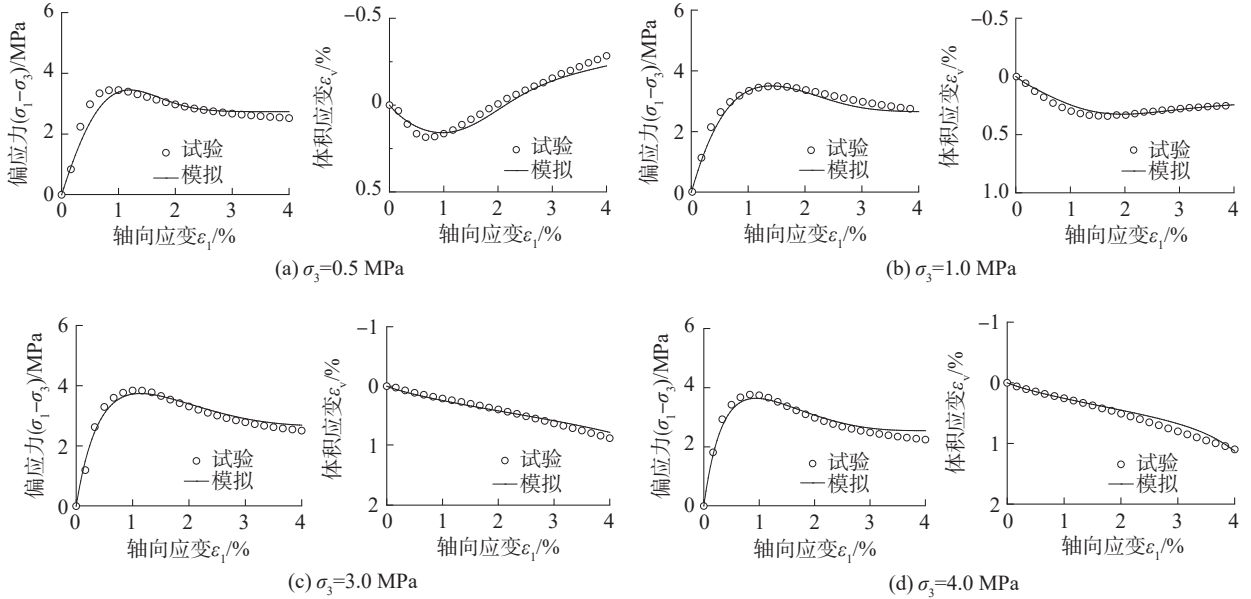 6
4
2
0
偏应力(σ₁−σ₃)/MPa
试验
模拟
0 1 2 3 4
轴向应变ε₁/%
−0.5
0
0.5
体积应变εᵥ/%
试验
模拟
0 1 2 3 4
轴向应变ε₁/%
(a) σ₃=0.5 MPa
6
4
2
0
偏应力(σ₁−σ₃)/MPa
试验
模拟
0 1 2 3 4
轴向应变ε₁/%
−0.5
0
0.5
1.0
体积应变εᵥ/%
试验
模拟
0 1 2 3 4
轴向应变ε₁/%
(b) σ₃=1.0 MPa
6
4
2
0
偏应力(σ₁−σ₃)/MPa
试验
模拟
0 1 2 3 4
轴向应变ε₁/%
−1
0
1
2
体积应变εᵥ/%
试验
模拟
0 1 2 3 4
轴向应变ε₁/%
(c) σ₃=3.0 MPa
6
4
2
0
偏应力(σ₁−σ₃)/MPa
试验
模拟
0 1 2 3 4
轴向应变ε₁/%
−1
0
1
2
体积应变εᵥ/%
试验
模拟
0 1 2 3 4
轴向应变ε₁/%
(d) σ₃=4.0 MPa